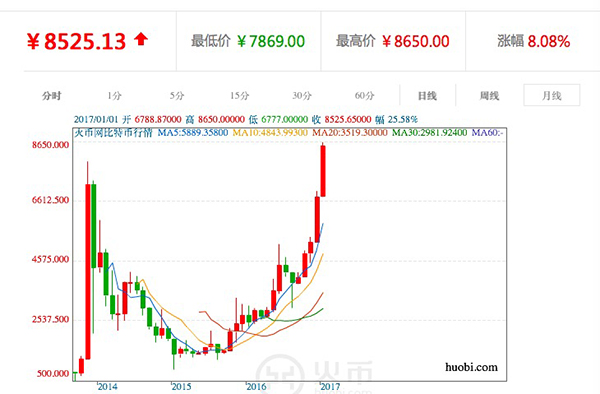 ¥8525.13 最低价 ¥7869.00 最高价 ¥8650.00 涨幅 8.08%
分时 1分 5分 15分 30分 60分 日线 周线 月线
2017/01/01 开 6788.87000 高 8650.00000 低 6777.00000 收 8525.65000 幅 25.58%
火币网比特币行情 MA5:5889.35800 MA10:4843.99300 MA20:3519.30000 MA30:2981.92400 MA60:-
8650.000
6612.500
4575.000
2537.500
500.000
huobi.com
火币
2014 2015 2016 2017